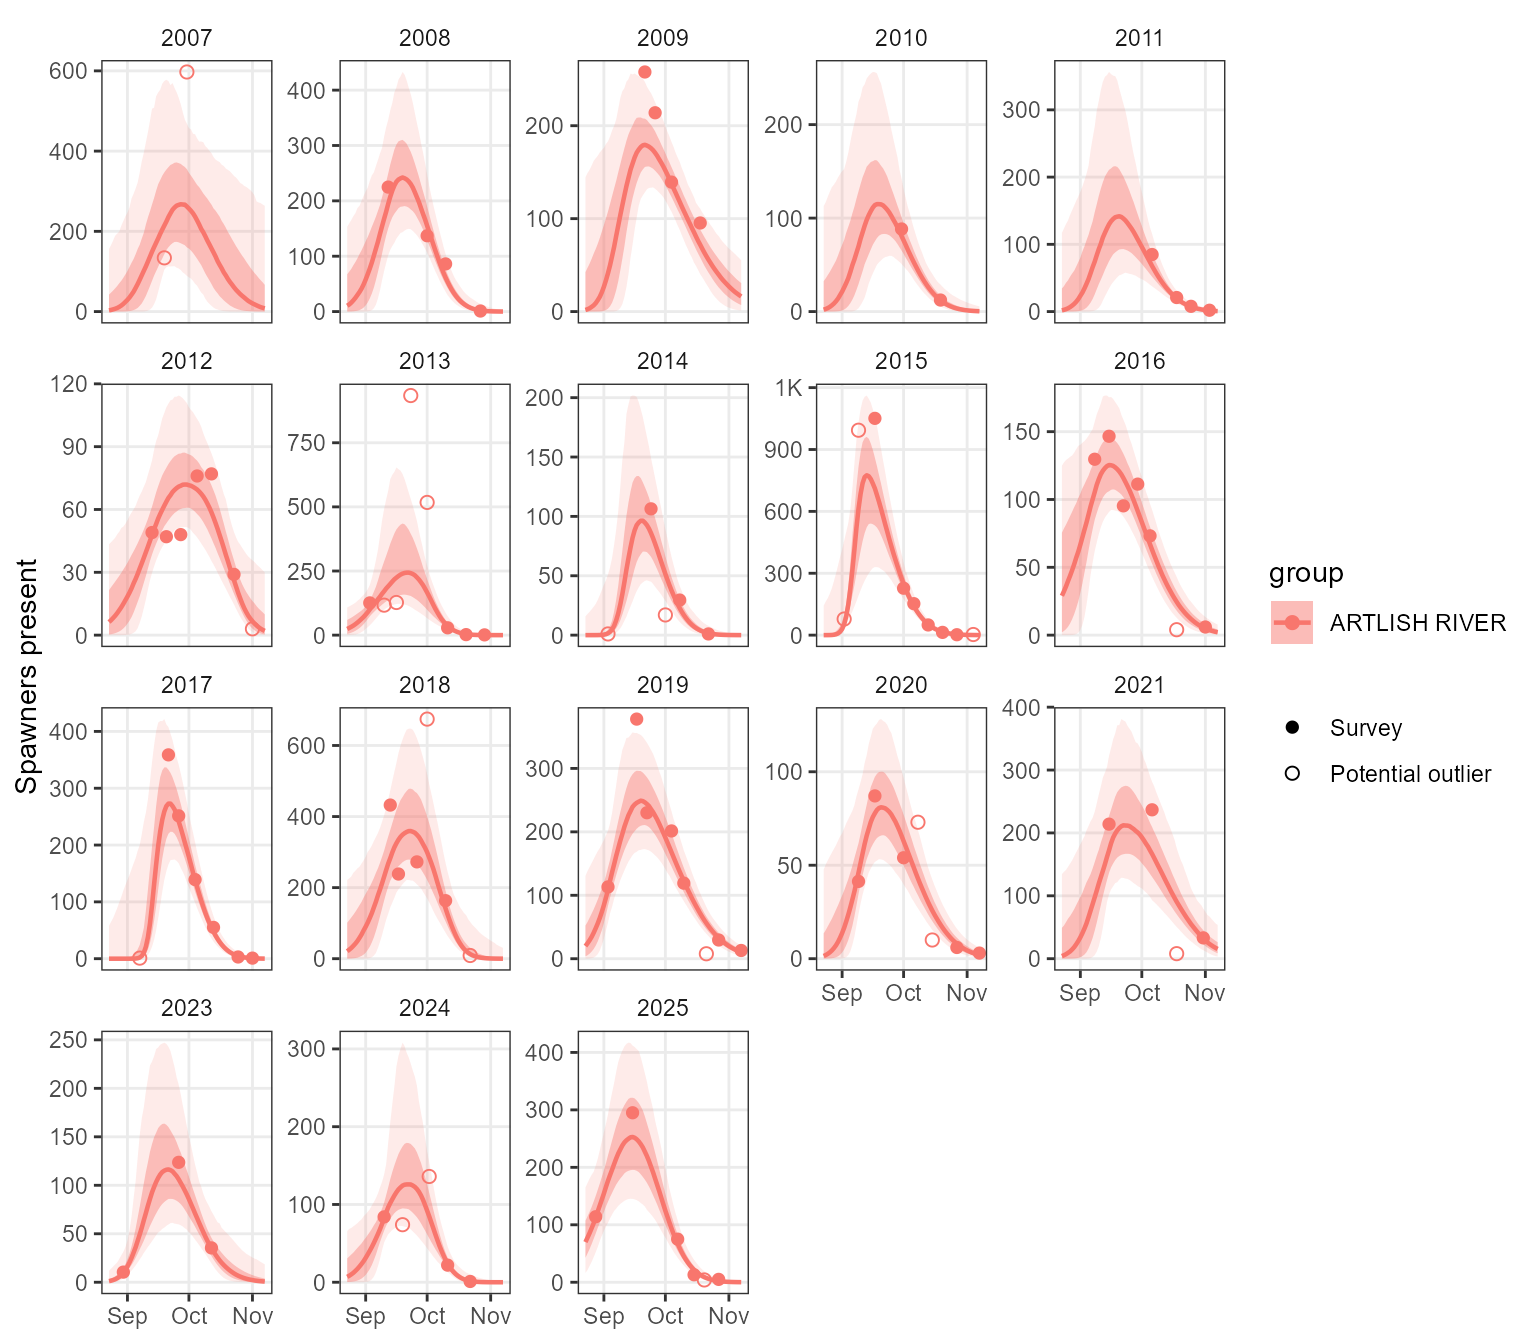 2007 2008 2009 2010 2011
600 400 200 0
400 300 200 100 0
200 100 0
200 100 0
300 200 100 0
2012 2013 2014 2015 2016
120 90 60 30 0
750 500 250 0
200 150 100 50 0
1K 900 600 300 0
150 100 50 0
Spawners present
group
ARTLISH RIVER
Survey
Potential outlier
2017 2018 2019 2020 2021
400 300 200 100 0
600 400 200 0
300 200 100 0
100 50 0
400 300 200 100 0
Sep Oct Nov Sep Oct Nov
2023 2024 2025
250 200 150 100 50 0
300 200 100 0
400 300 200 100 0
Sep Oct Nov Sep Oct Nov Sep Oct Nov